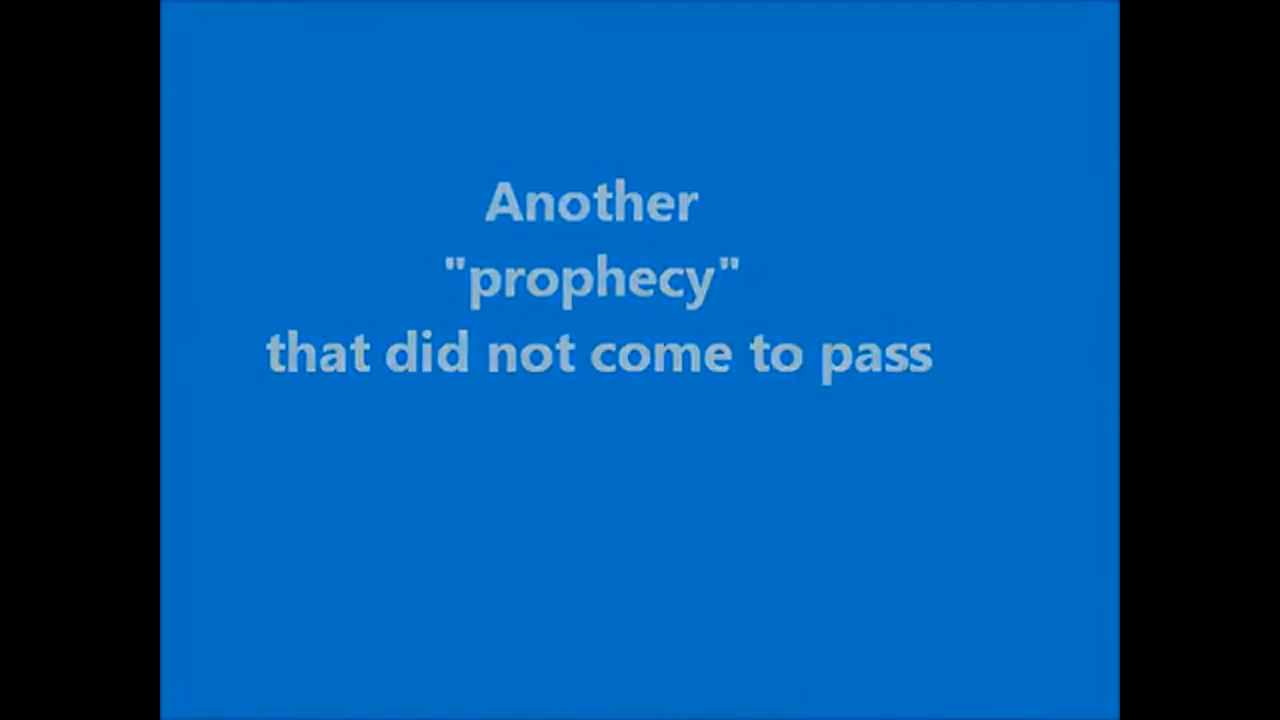 Another
"prophecy"
that did not come to pass